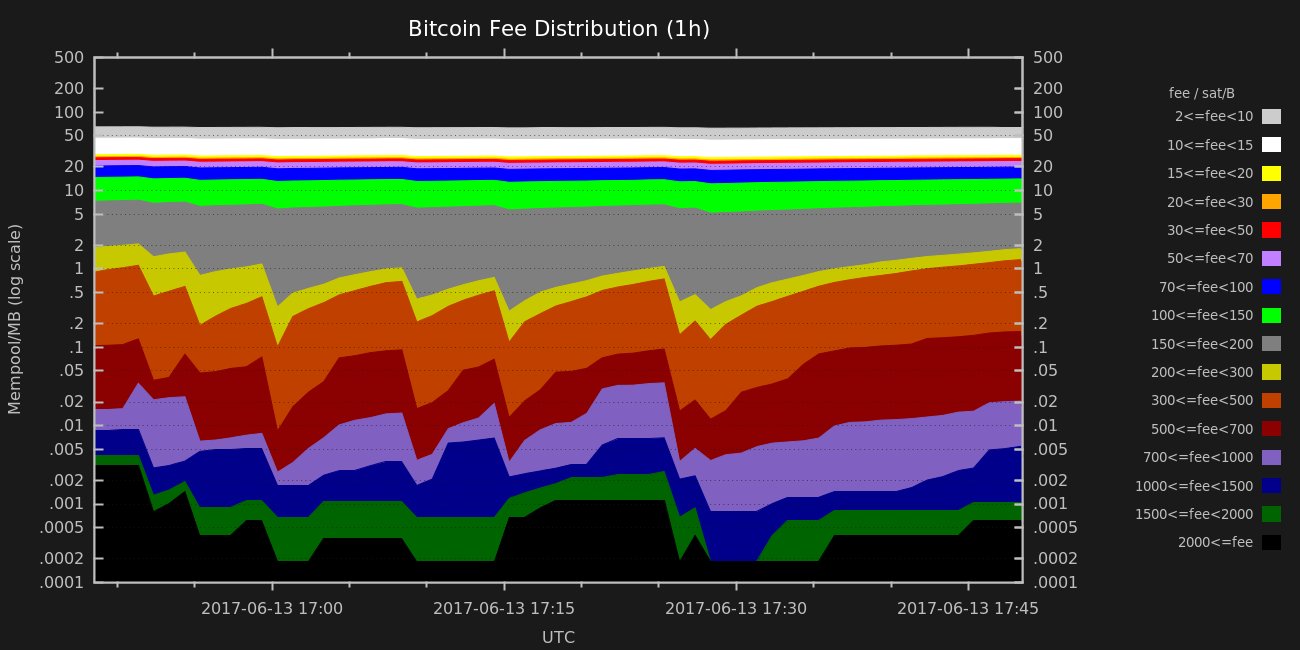 Bitcoin Fee Distribution (1h)
500 500
200 200
100 100
50 50
20 20
10 10
5 5
2 2
1 1
.5 .5
.2 .2
.1 .1
.05 .05
.02 .02
.01 .01
.005 .005
.002 .002
.001 .001
.0005 .0005
.0002 .0002
.0001 .0001
Mempool/MB (log scale)
2017-06-13 17:00 2017-06-13 17:15 2017-06-13 17:30 2017-06-13 17:45
UTC
fee / sat/B
2<=fee<10
10<=fee<15
15<=fee<20
20<=fee<30
30<=fee<50
50<=fee<70
70<=fee<100
100<=fee<150
150<=fee<200
200<=fee<300
300<=fee<500
500<=fee<700
700<=fee<1000
1000<=fee<1500
1500<=fee<2000
2000<=fee